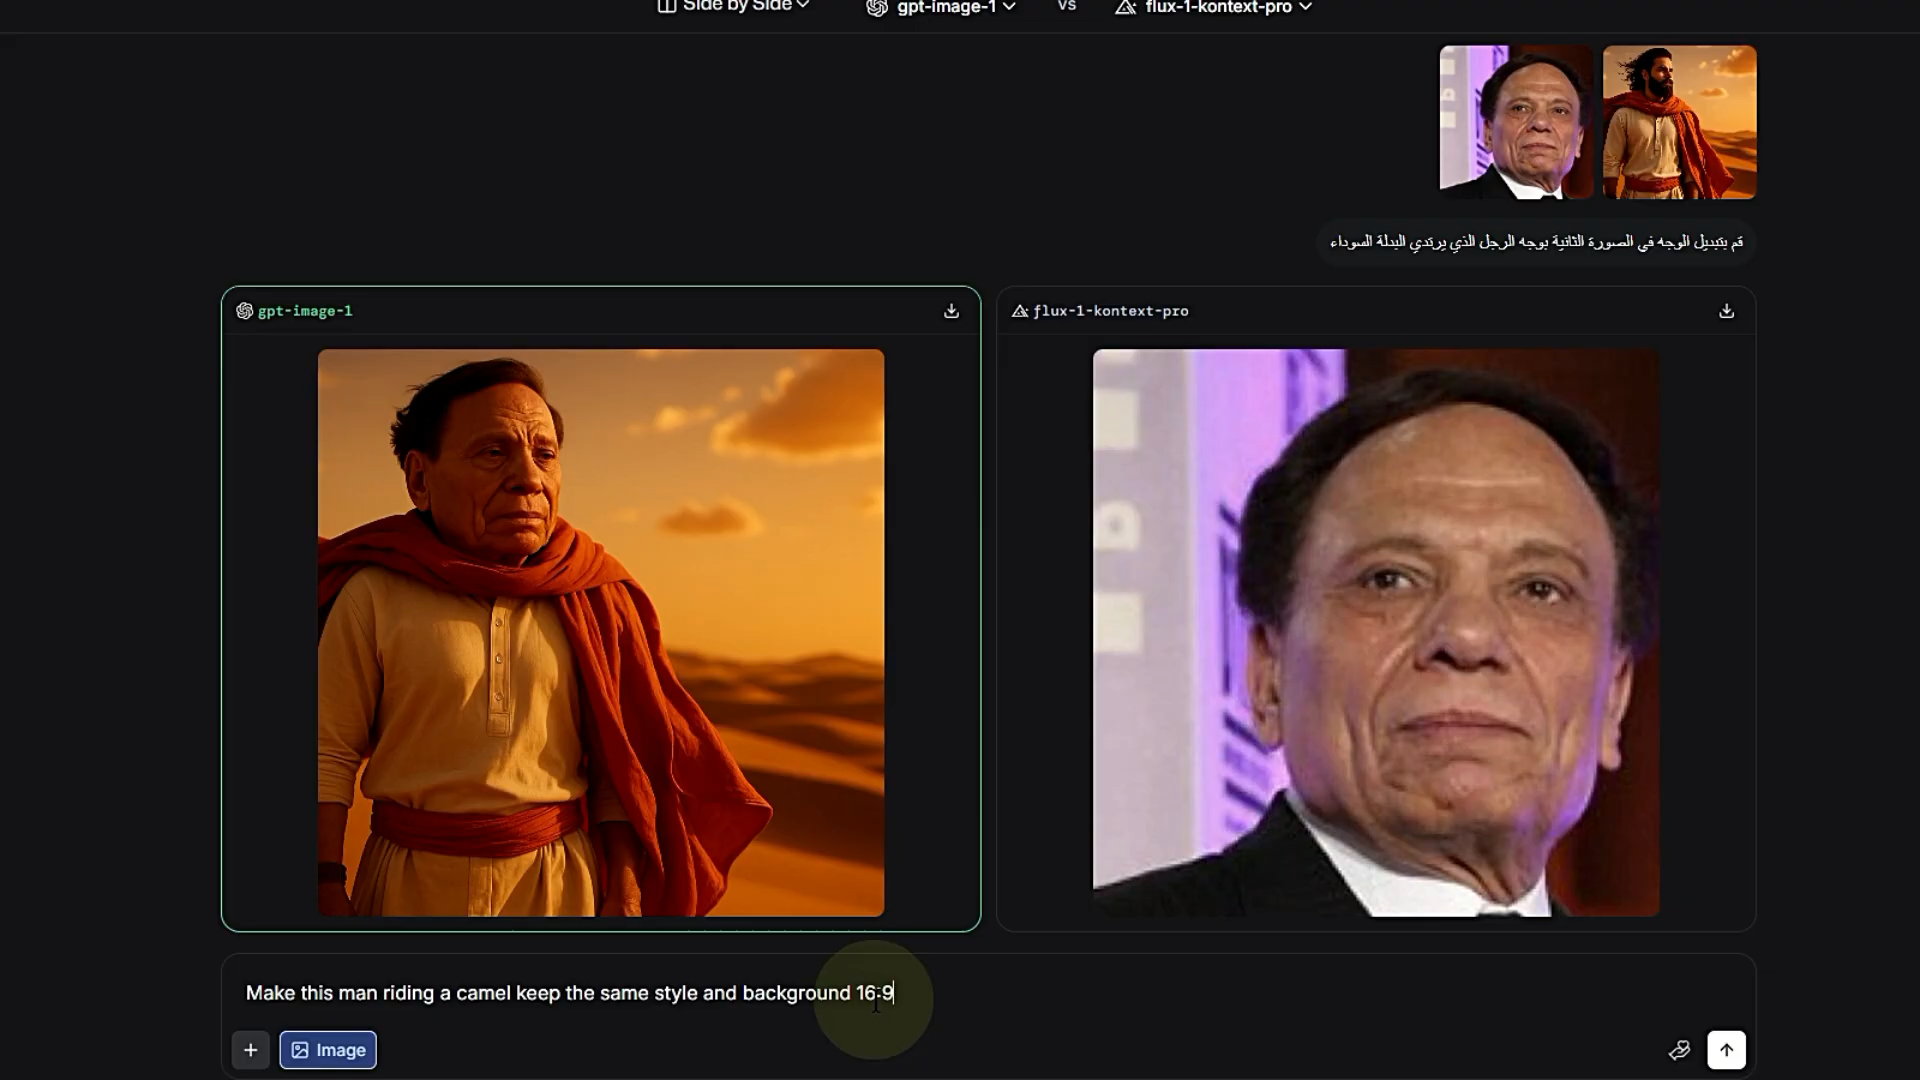 Side by Side
gpt-image-1
vs
flux-1-kontext-pro
قم بتبديل الوجه في الصورة الثانية بوجه الرجل الذي يرتدي البدلة السوداء
gpt-image-1
flux-1-kontext-pro
Make this man riding a camel keep the same style and background 16:9
Image